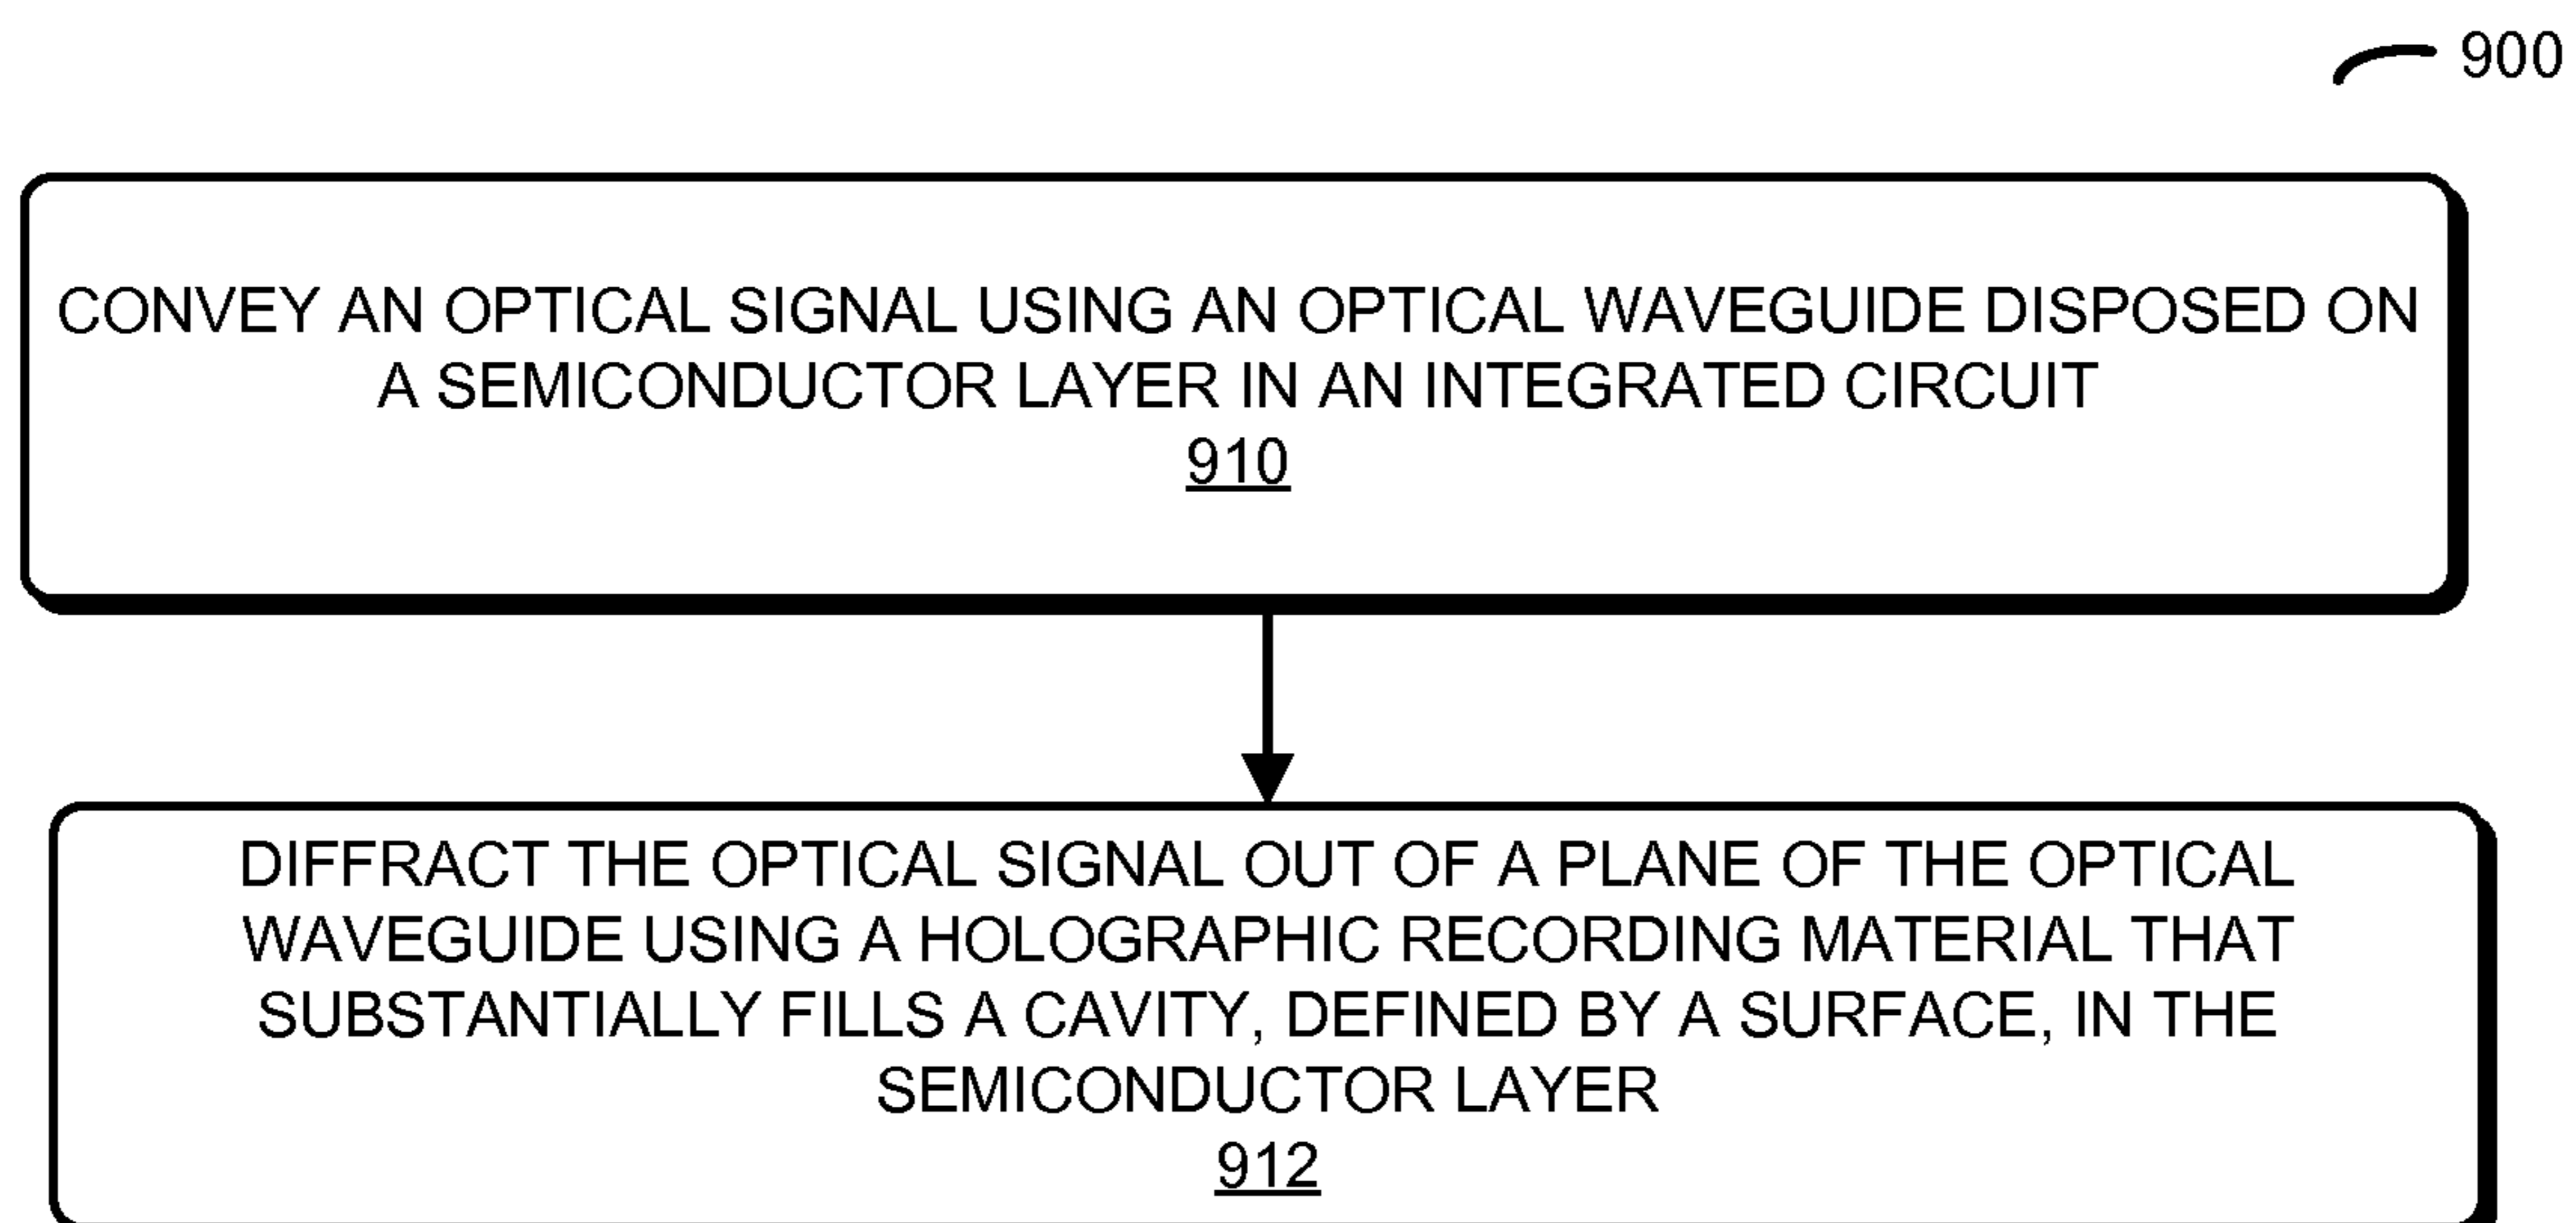 900
CONVEY AN OPTICAL SIGNAL USING AN OPTICAL WAVEGUIDE DISPOSED ON
A SEMICONDUCTOR LAYER IN AN INTEGRATED CIRCUIT
910
DIFFRACT THE OPTICAL SIGNAL OUT OF A PLANE OF THE OPTICAL
WAVEGUIDE USING A HOLOGRAPHIC RECORDING MATERIAL THAT
SUBSTANTIALLY FILLS A CAVITY, DEFINED BY A SURFACE, IN THE
SEMICONDUCTOR LAYER
912